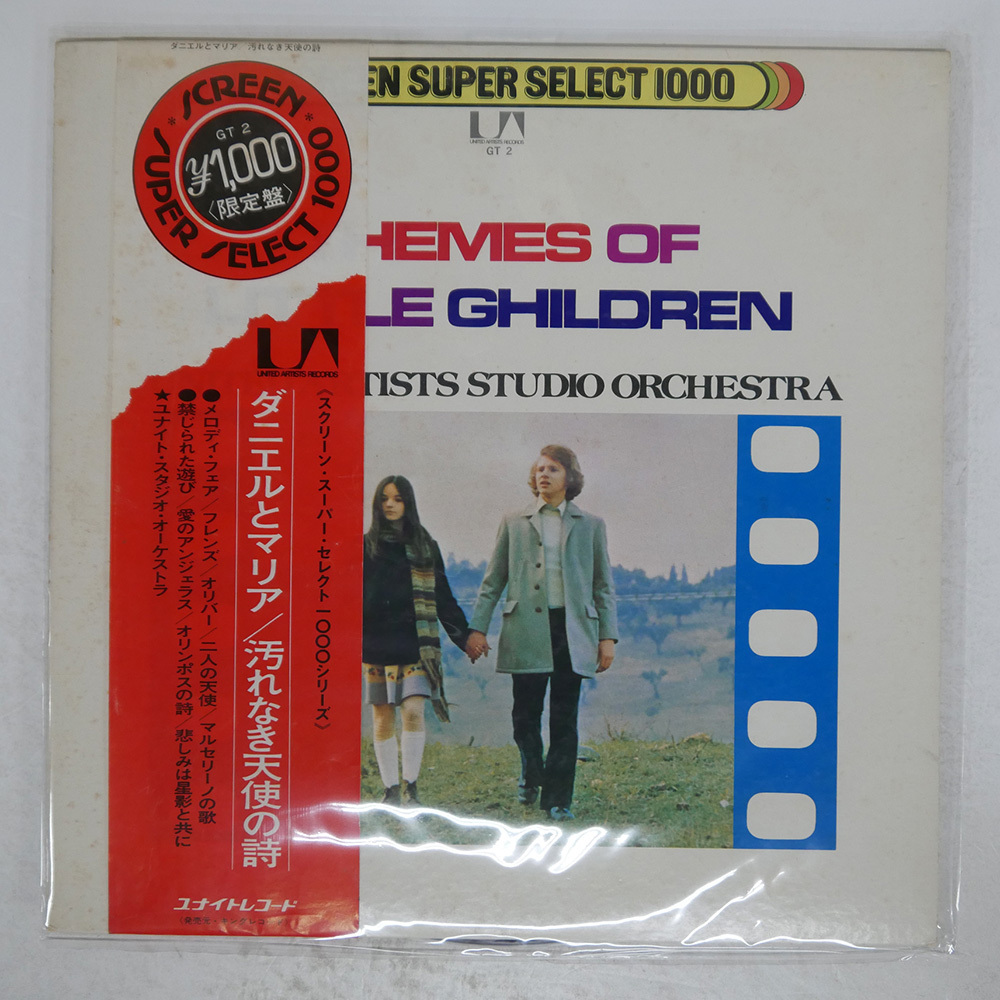 ダニエルとマリア/汚れなき天使の詩
SCREEN
SUPER SELECT 1000
GT 2
¥1,000
〈限定盤〉
EN SUPER SELECT 1000
UNITED ARTISTS RECORDS
GT 2
HEMES OF
LE GHILDREN
TISTS STUDIO ORCHESTRA
UNITED ARTISTS RECORDS
《スクリーン・スーパー・セレクト一〇〇〇シリーズ》
ダニエルとマリア/汚れなき天使の詩
●メロディ・フェア/フレンズ/オリバー/二人の天使/マルセリーノの歌
●禁じられた遊び/愛のアンジェラス/オリンポスの詩/悲しみは星影と共に
★ユナイト・スタジオ・オーケストラ
ユナイトレコード